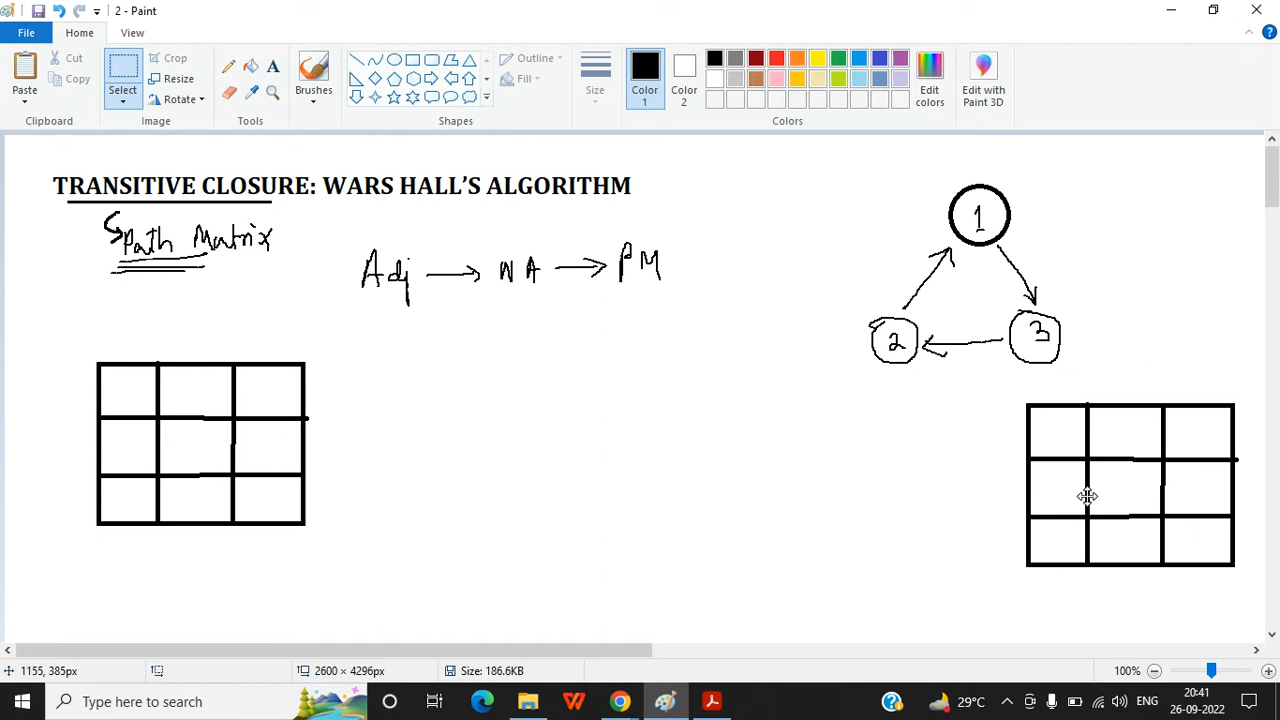 2 - Paint
File Home View
Paste
Cut
Copy
Clipboard
Select
Crop
Resize
Rotate
Image
A
Tools
Brushes
Outline
Fill
Shapes
Size
Color 1
Color 2
Edit colors
Edit with Paint 3D
Colors
TRANSITIVE CLOSURE: WARS HALL'S ALGORITHM
Path Matrix
Adj → WA → PM
1
2
3
1155, 385px
2600 × 4296px
Size: 186.6KB
100%
Type here to search
29°C
ENG
20:41
26-09-2022